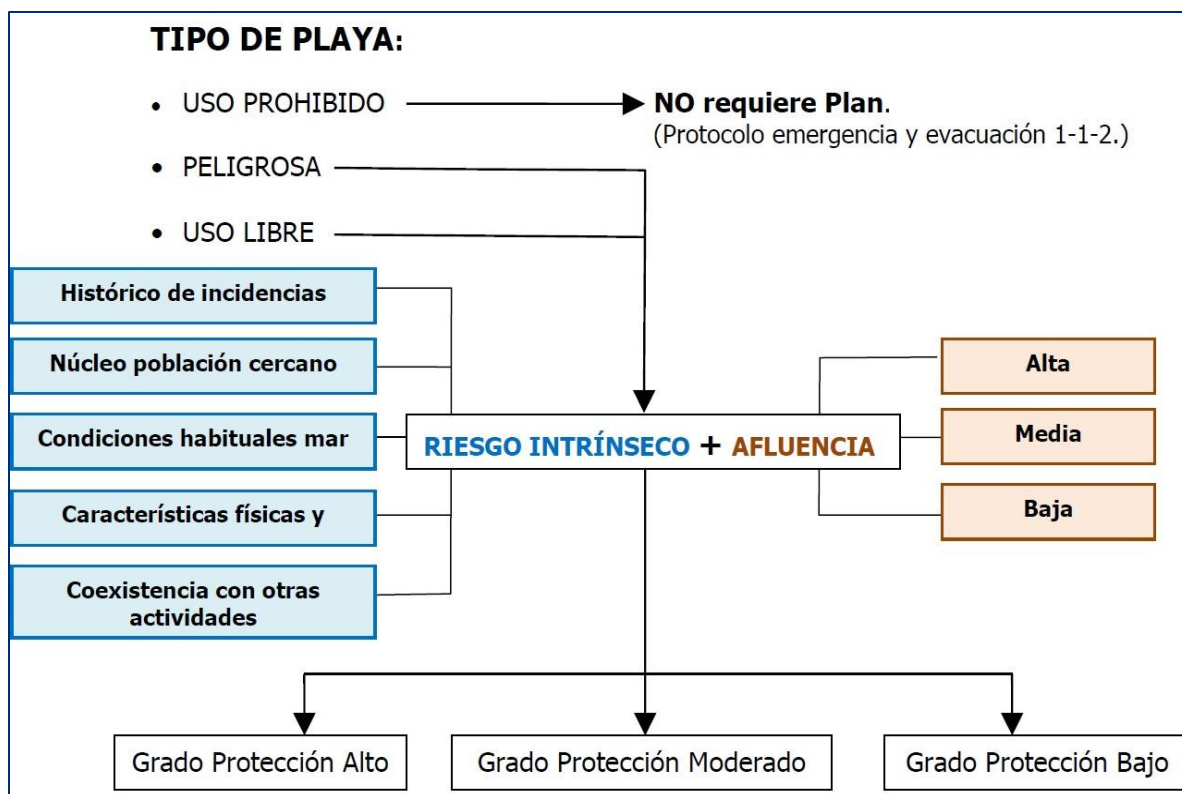 TIPO DE PLAYA:
• USO PROHIBIDO
NO requiere Plan.
(Protocolo emergencia y evacuación 1-1-2.)
• PELIGROSA
• USO LIBRE
Histórico de incidencias
Núcleo población cercano
Condiciones habituales mar
Características físicas y
Coexistencia con otras
actividades
RIESGO INTRÍNSECO + AFLUENCIA
Alta
Media
Baja
Grado Protección Alto
Grado Protección Moderado
Grado Protección Bajo